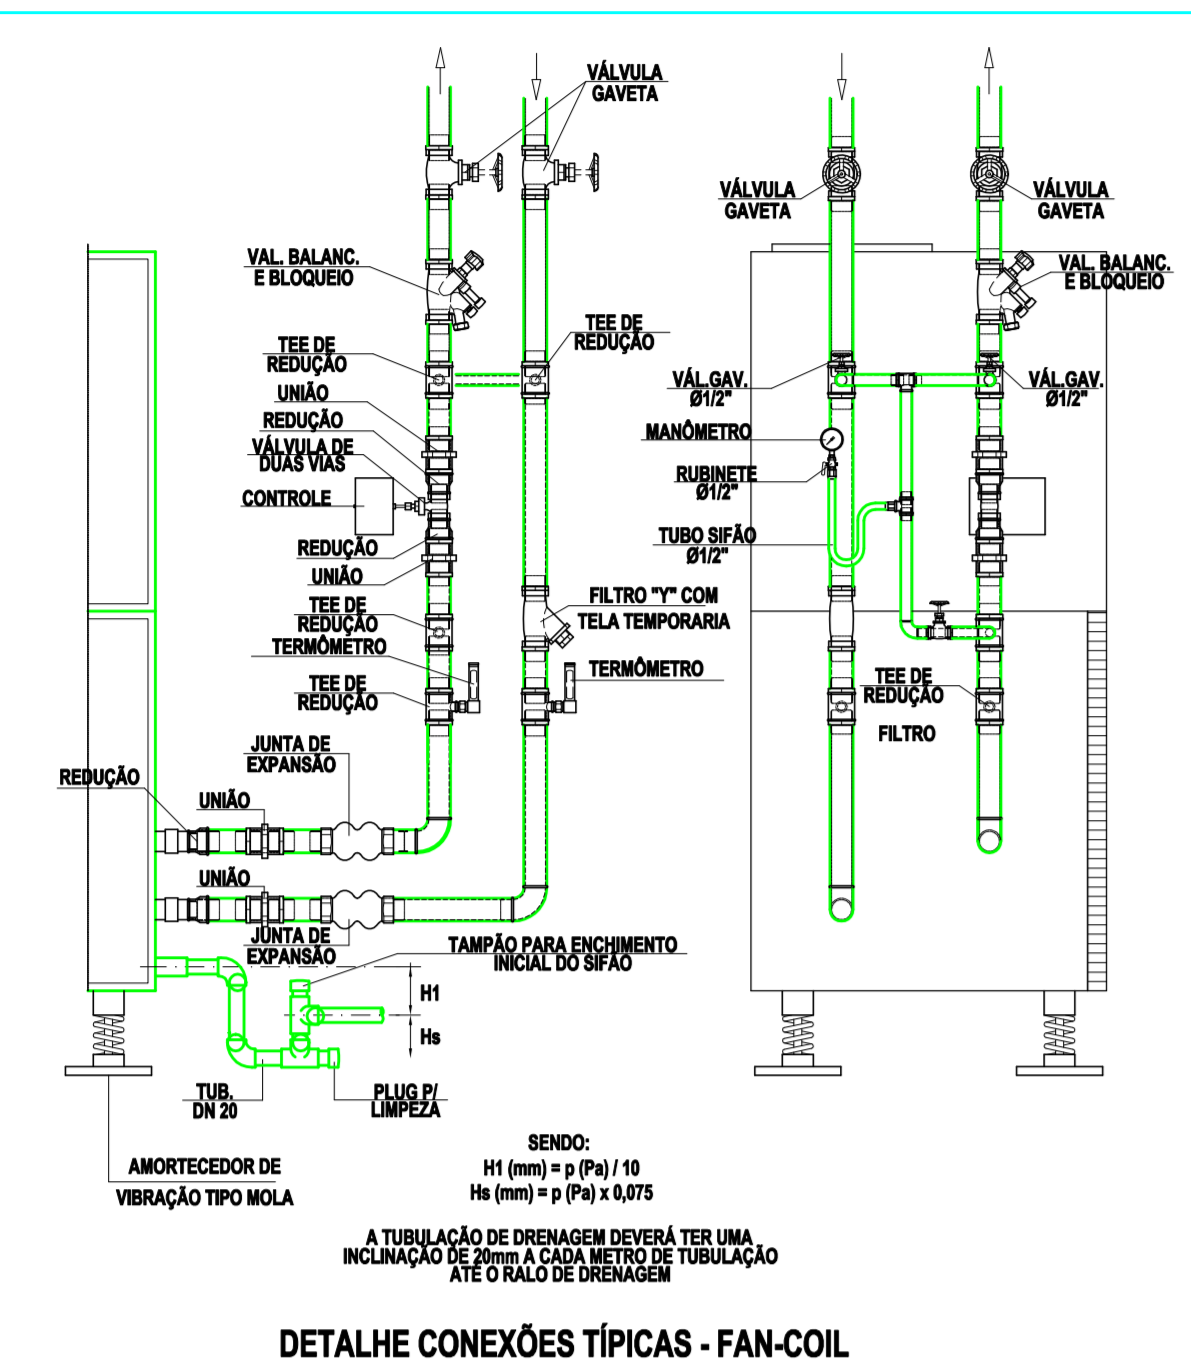 VÁLVULA
GAVETA
VÁLVULA
GAVETA
VÁLVULA
GAVETA
VAL. BALANC.
E BLOQUEIO
VAL. BALANC.
E BLOQUEIO
TEE DE
REDUÇÃO
TEE DE
REDUÇÃO
UNIÃO
REDUÇÃO
VÁLVULA DE
DUAS VIAS
CONTROLE
REDUÇÃO
UNIÃO
TEE DE
REDUÇÃO
TERMÔMETRO
TEE DE
REDUÇÃO
FILTRO "Y" COM
TELA TEMPORARIA
TERMÔMETRO
VÁL.GAV.
Ø1/2"
VÁL.GAV.
Ø1/2"
MANÔMETRO
RUBINETE
Ø1/2"
TUBO SIFÃO
Ø1/2"
TEE DE
REDUÇÃO
FILTRO
JUNTA DE
EXPANSÃO
REDUÇÃO
UNIÃO
UNIÃO
JUNTA DE
EXPANSÃO
TAMPÃO PARA ENCHIMENTO
INICIAL DO SIFÃO
H1
Hs
TUB.
DN 20
PLUG P/
LIMPEZA
AMORTECEDOR DE
VIBRAÇÃO TIPO MOLA
SENDO:
H1 (mm) = p (Pa) / 10
Hs (mm) = p (Pa) x 0,075
A TUBULAÇÃO DE DRENAGEM DEVERÁ TER UMA
INCLINAÇÃO DE 20mm A CADA METRO DE TUBULAÇÃO
ATÉ O RALO DE DRENAGEM
DETALHE CONEXÕES TÍPICAS - FAN-COIL